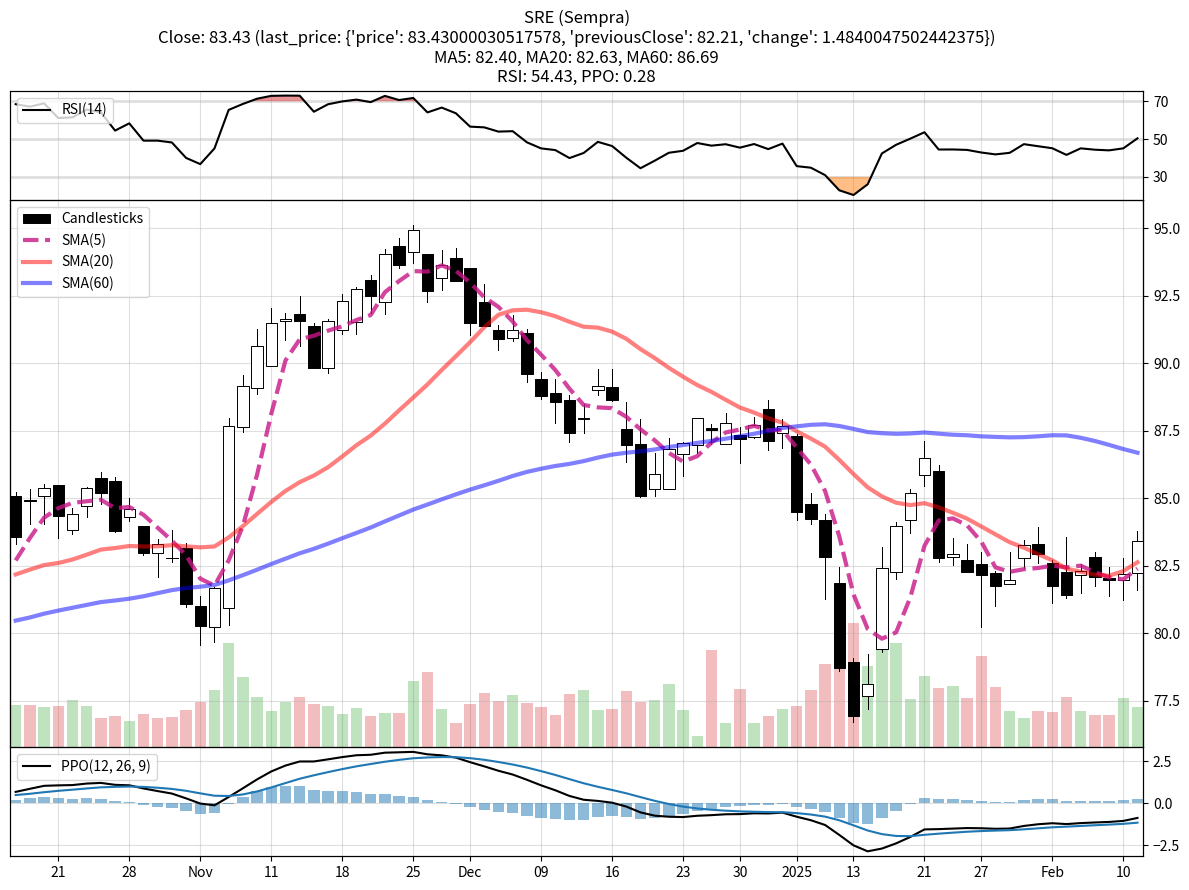 SRE (Sempra)
Close: 83.43 (last_price: {'price': 83.43000030517578, 'previousClose': 82.21, 'change': 1.4840047502442375})
MA5: 82.40, MA20: 82.63, MA60: 86.69
RSI: 54.43, PPO: 0.28
RSI(14)
70
50
30
Candlesticks
SMA(5)
SMA(20)
SMA(60)
95.0
92.5
90.0
87.5
85.0
82.5
80.0
77.5
PPO(12, 26, 9)
2.5
0.0
−2.5
21 28 Nov 11 18 25 Dec 09 16 23 30 2025 13 21 27 Feb 10